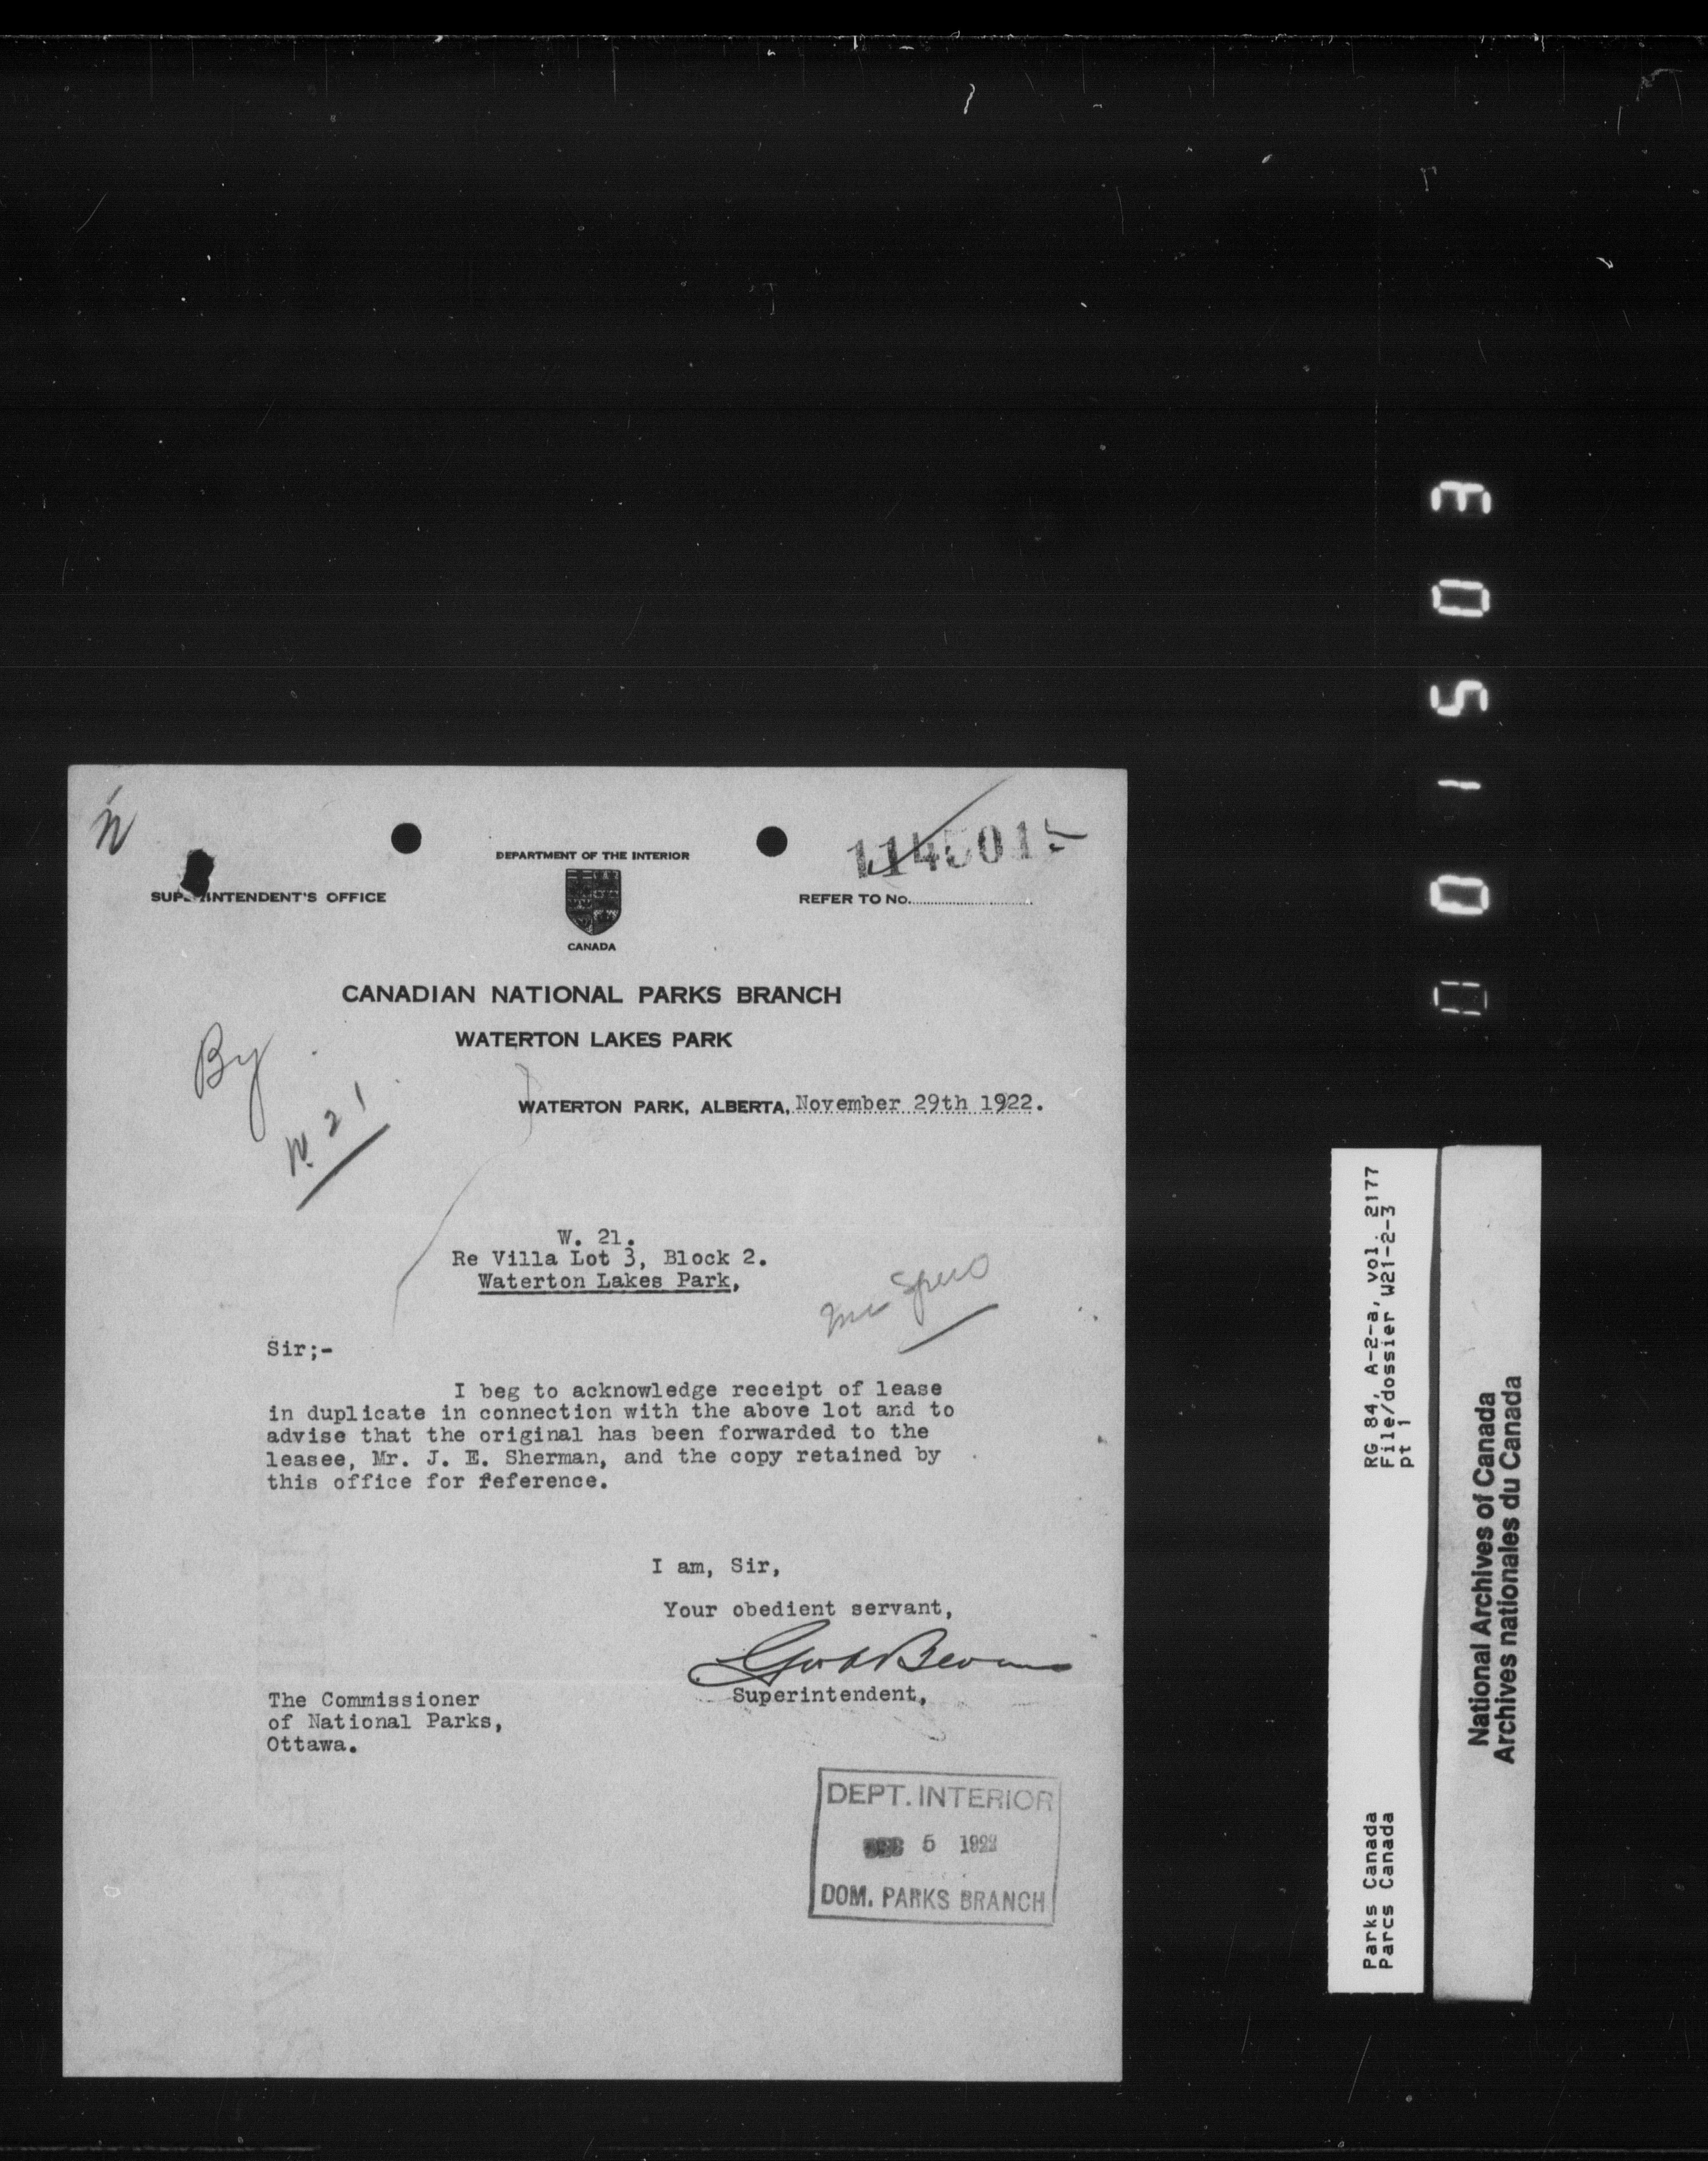 DEPARTMENT OF THE INTERIOR
SUPERINTENDENT'S OFFICE
REFER TO No.
CANADA
CANADIAN NATIONAL PARKS BRANCH
WATERTON LAKES PARK
By
W. 21
WATERTON PARK, ALBERTA, November 29th 1922.
W. 21.
Re Villa Lot 3, Block 2.
Waterton Lakes Park,
Sir;-
I beg to acknowledge receipt of lease
in duplicate in connection with the above lot and to
advise that the original has been forwarded to the
leasee, Mr. J. E. Sherman, and the copy retained by
this office for reference.
I am, Sir,
Your obedient servant,
Superintendent,
The Commissioner
of National Parks,
Ottawa.
DEPT. INTERIOR
5 1922
DOM. PARKS BRANCH
001503
RG 84, A-2-a, vol. 2177
File/dossier W21-2-3
pt 1
Parks Canada
Parcs Canada
National Archives of Canada
Archives nationales du Canada